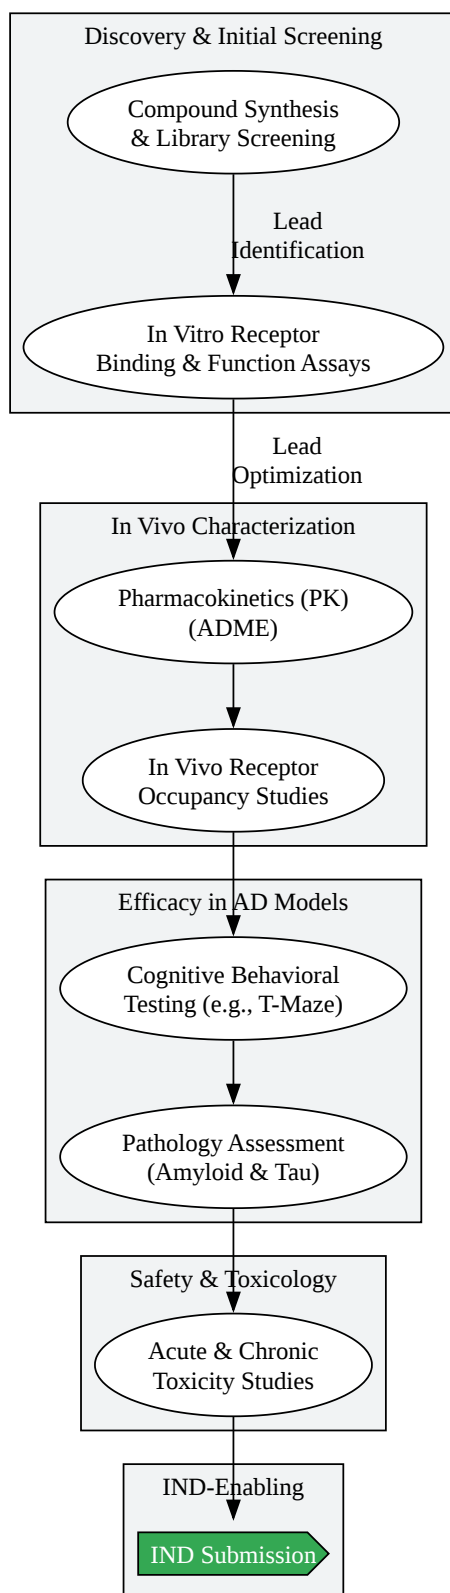 Discovery & Initial Screening
Compound Synthesis
& Library Screening
Lead
Identification
In Vitro Receptor
Binding & Function Assays
Lead
Optimization
In Vivo Characterization
Pharmacokinetics (PK)
(ADME)
In Vivo Receptor
Occupancy Studies
Efficacy in AD Models
Cognitive Behavioral
Testing (e.g., T-Maze)
Pathology Assessment
(Amyloid & Tau)
Safety & Toxicology
Acute & Chronic
Toxicity Studies
IND-Enabling
IND Submission